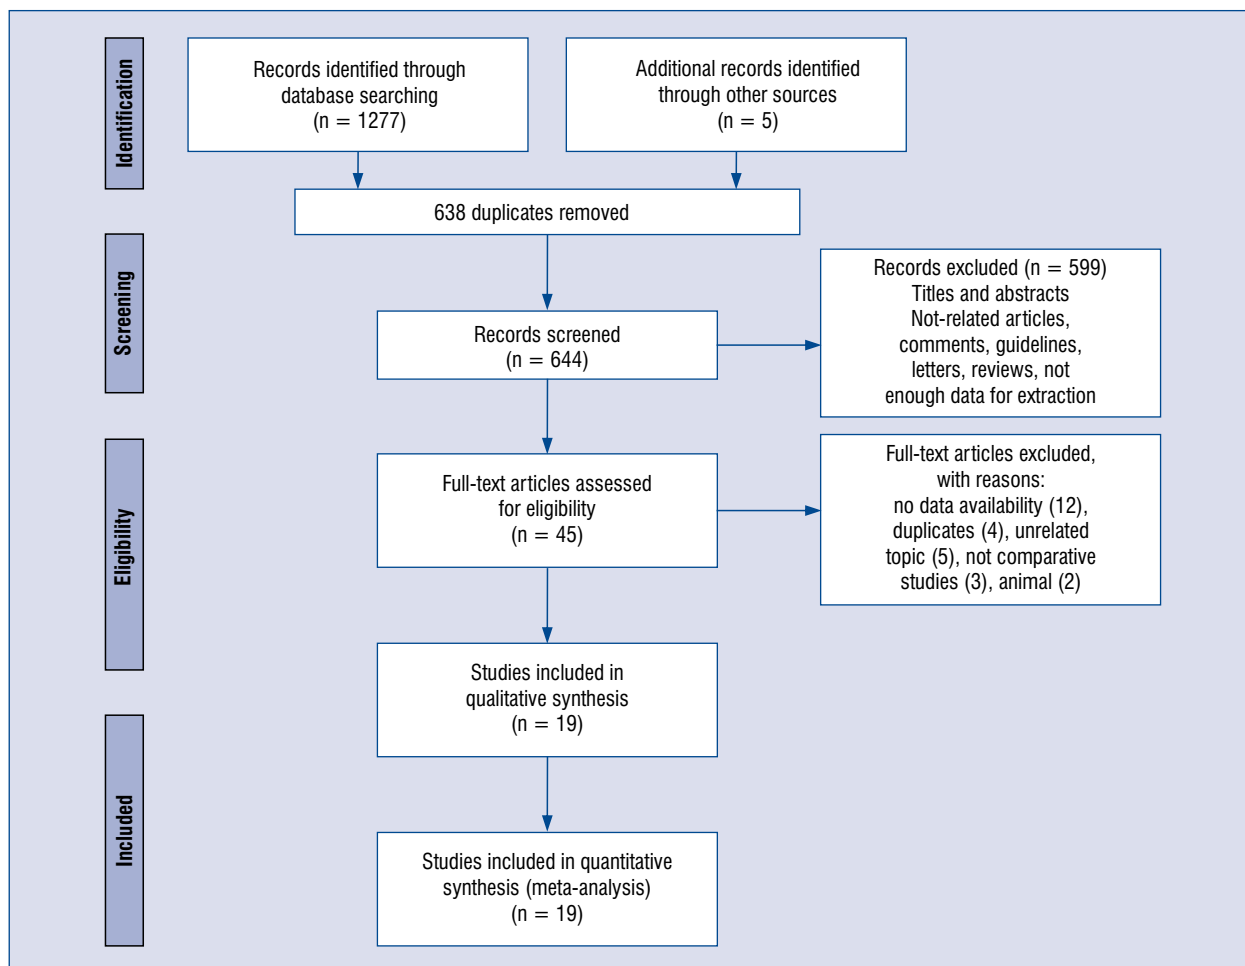 Identification
Records identified through
database searching
(n = 1277)
Additional records identified
through other sources
(n = 5)
638 duplicates removed
Screening
Records screened
(n = 644)
Records excluded (n = 599)
Titles and abstracts
Not-related articles,
comments, guidelines,
letters, reviews, not
enough data for extraction
Eligibility
Full-text articles assessed
for eligibility
(n = 45)
Full-text articles excluded,
with reasons:
no data availability (12),
duplicates (4), unrelated
topic (5), not comparative
studies (3), animal (2)
Studies included in
qualitative synthesis
(n = 19)
Included
Studies included in quantitative
synthesis (meta-analysis)
(n = 19)